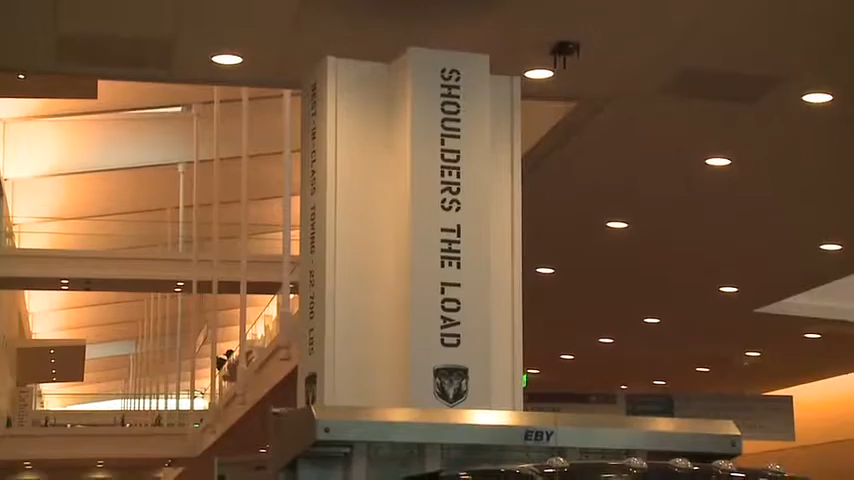 BEST-IN-CLASS TOWING - 22,700 LBS
SHOULDERS THE LOAD
EBY